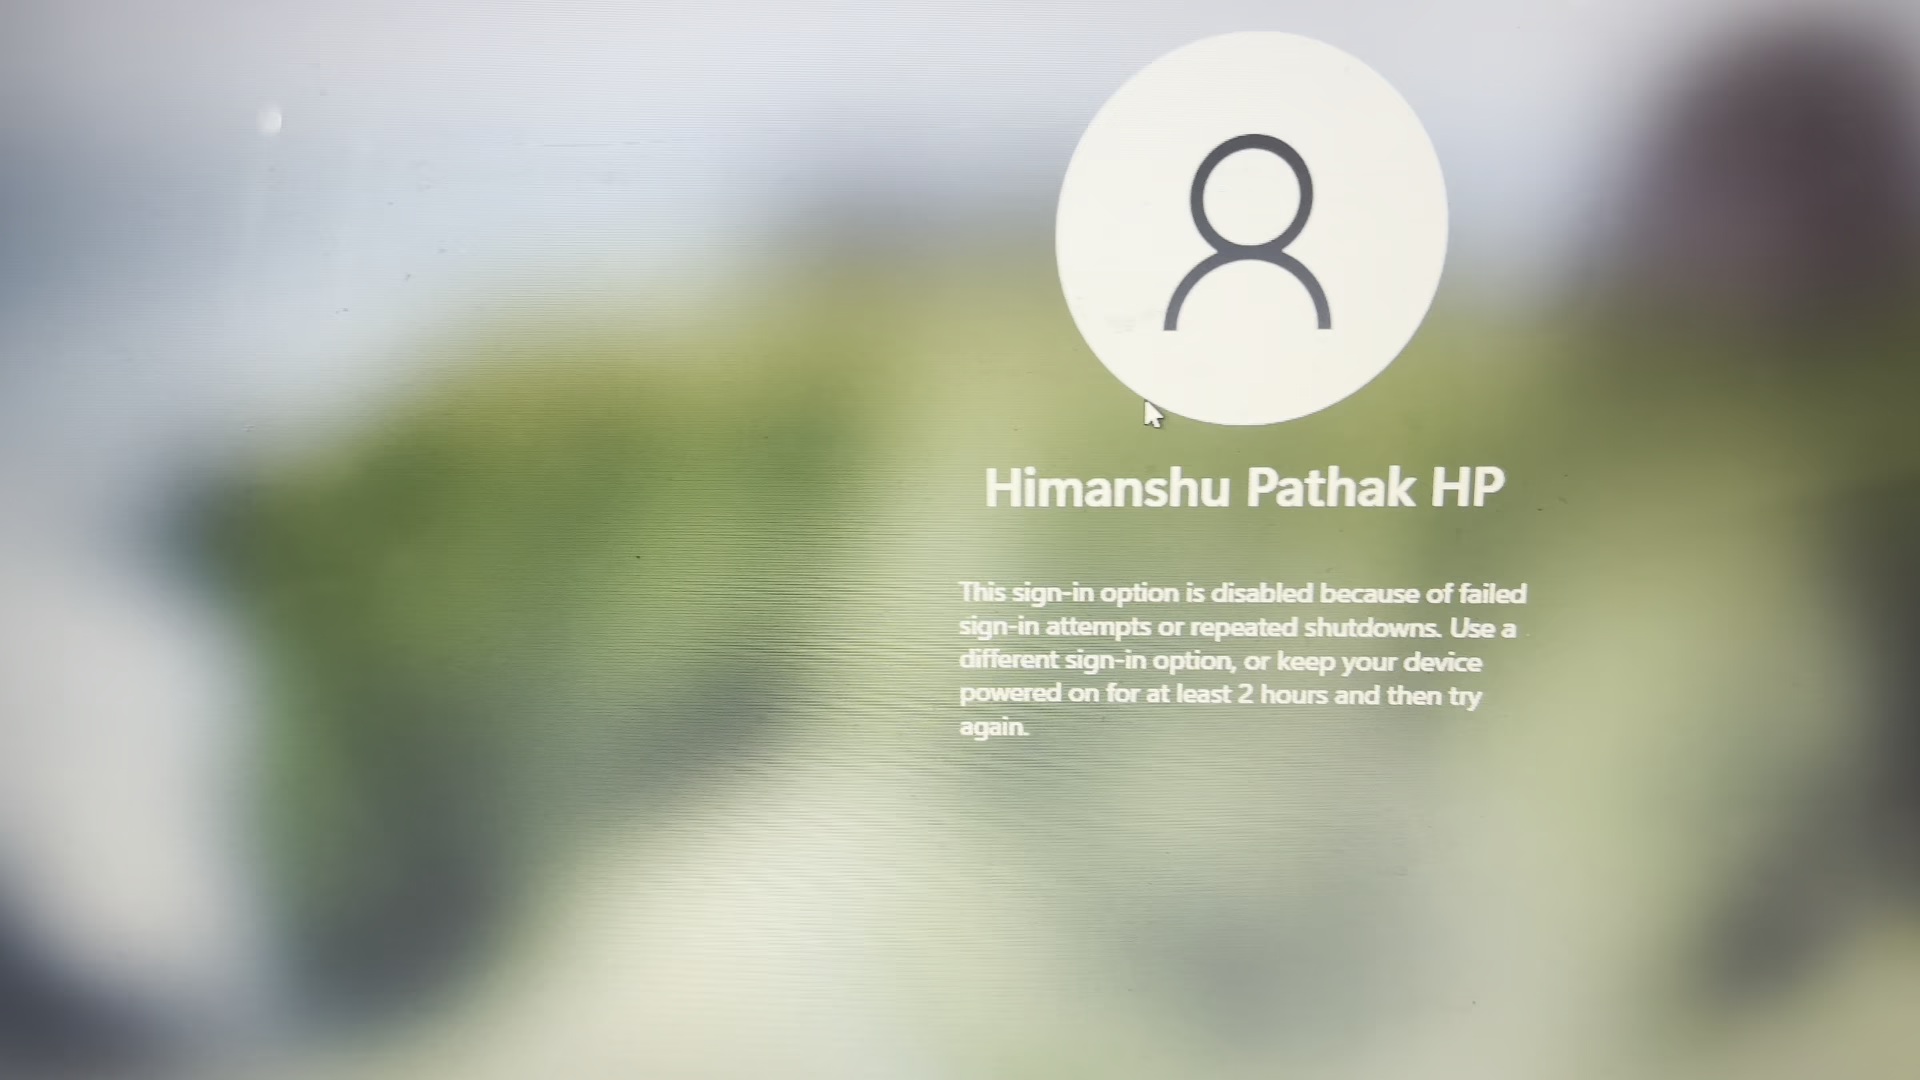 Himanshu Pathak HP
This sign-in option is disabled because of failed
sign-in attempts or repeated shutdowns. Use a
different sign-in option, or keep your device
powered on for at least 2 hours and then try
again.